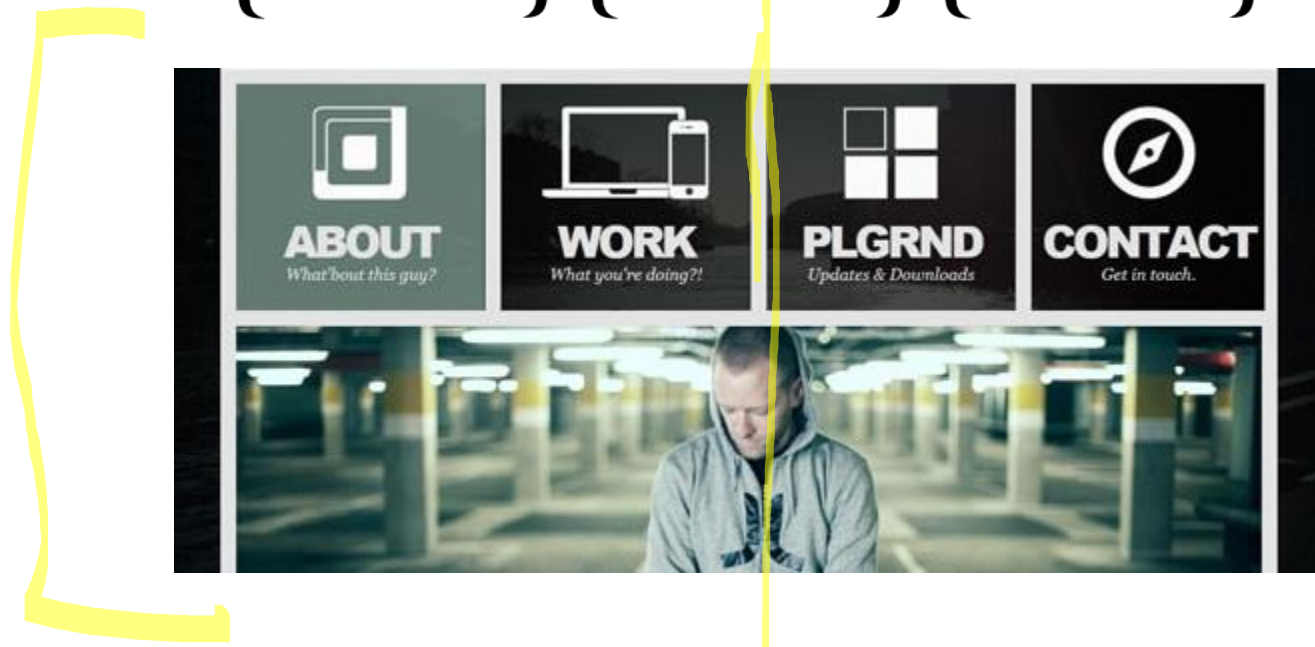 ABOUT
What'bout this guy?
WORK
What you're doing?!
PLGRND
Updates & Downloads
CONTACT
Get in touch.